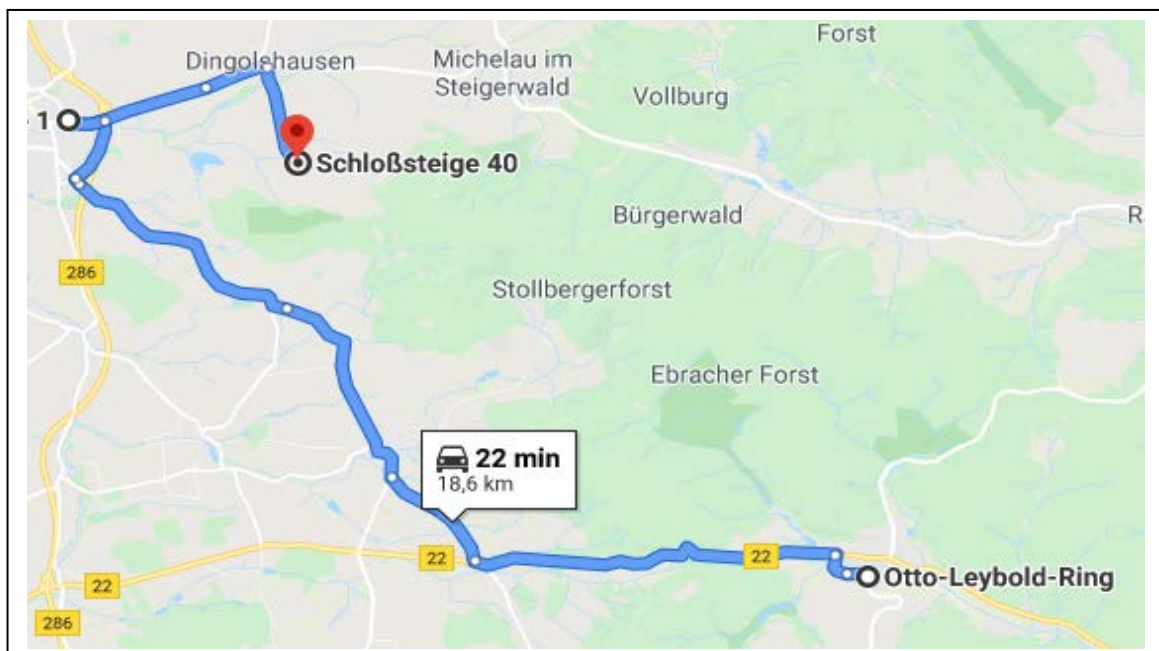 Forst
Dingolshausen
Michelau im
Steigerwald
Vollburg
1
Schloßsteige 40
Bürgerwald
R
286
Stollbergerforst
Ebracher Forst
22 min
18,6 km
22
22
22
Otto-Leybold-Ring
286